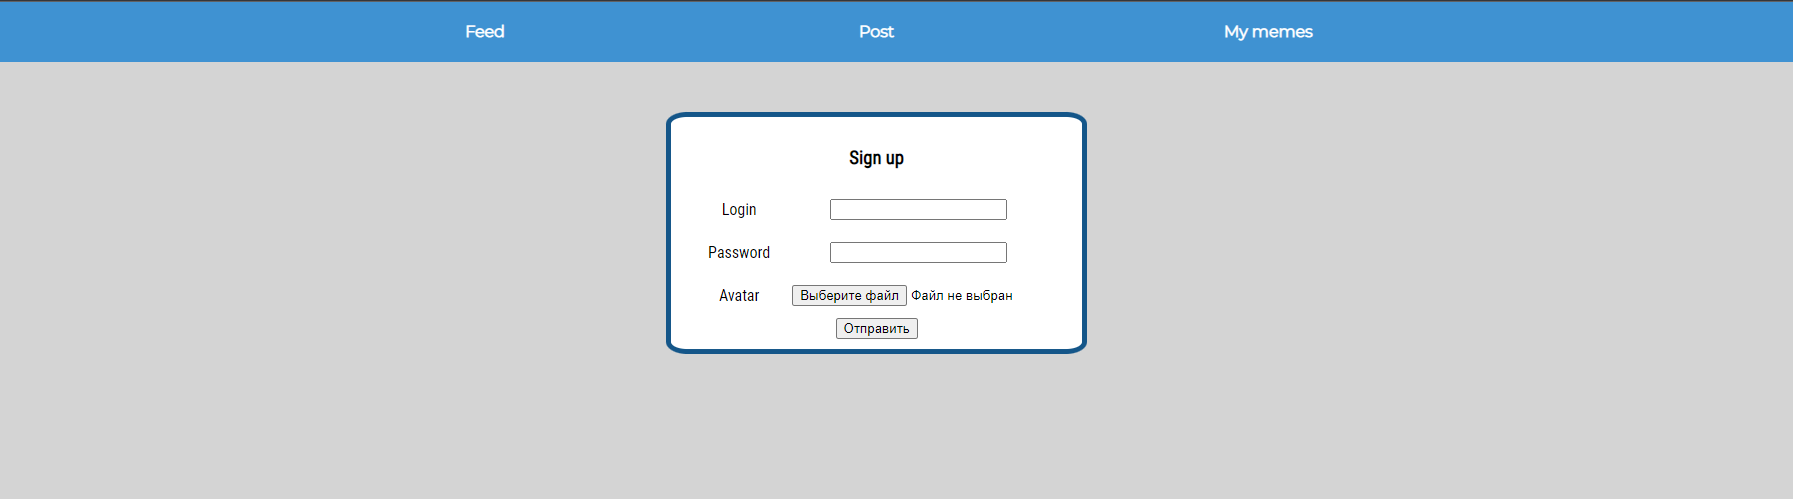 Feed Post My memes
Sign up
Login
Password
Avatar Выберите файл Файл не выбран
Отправить